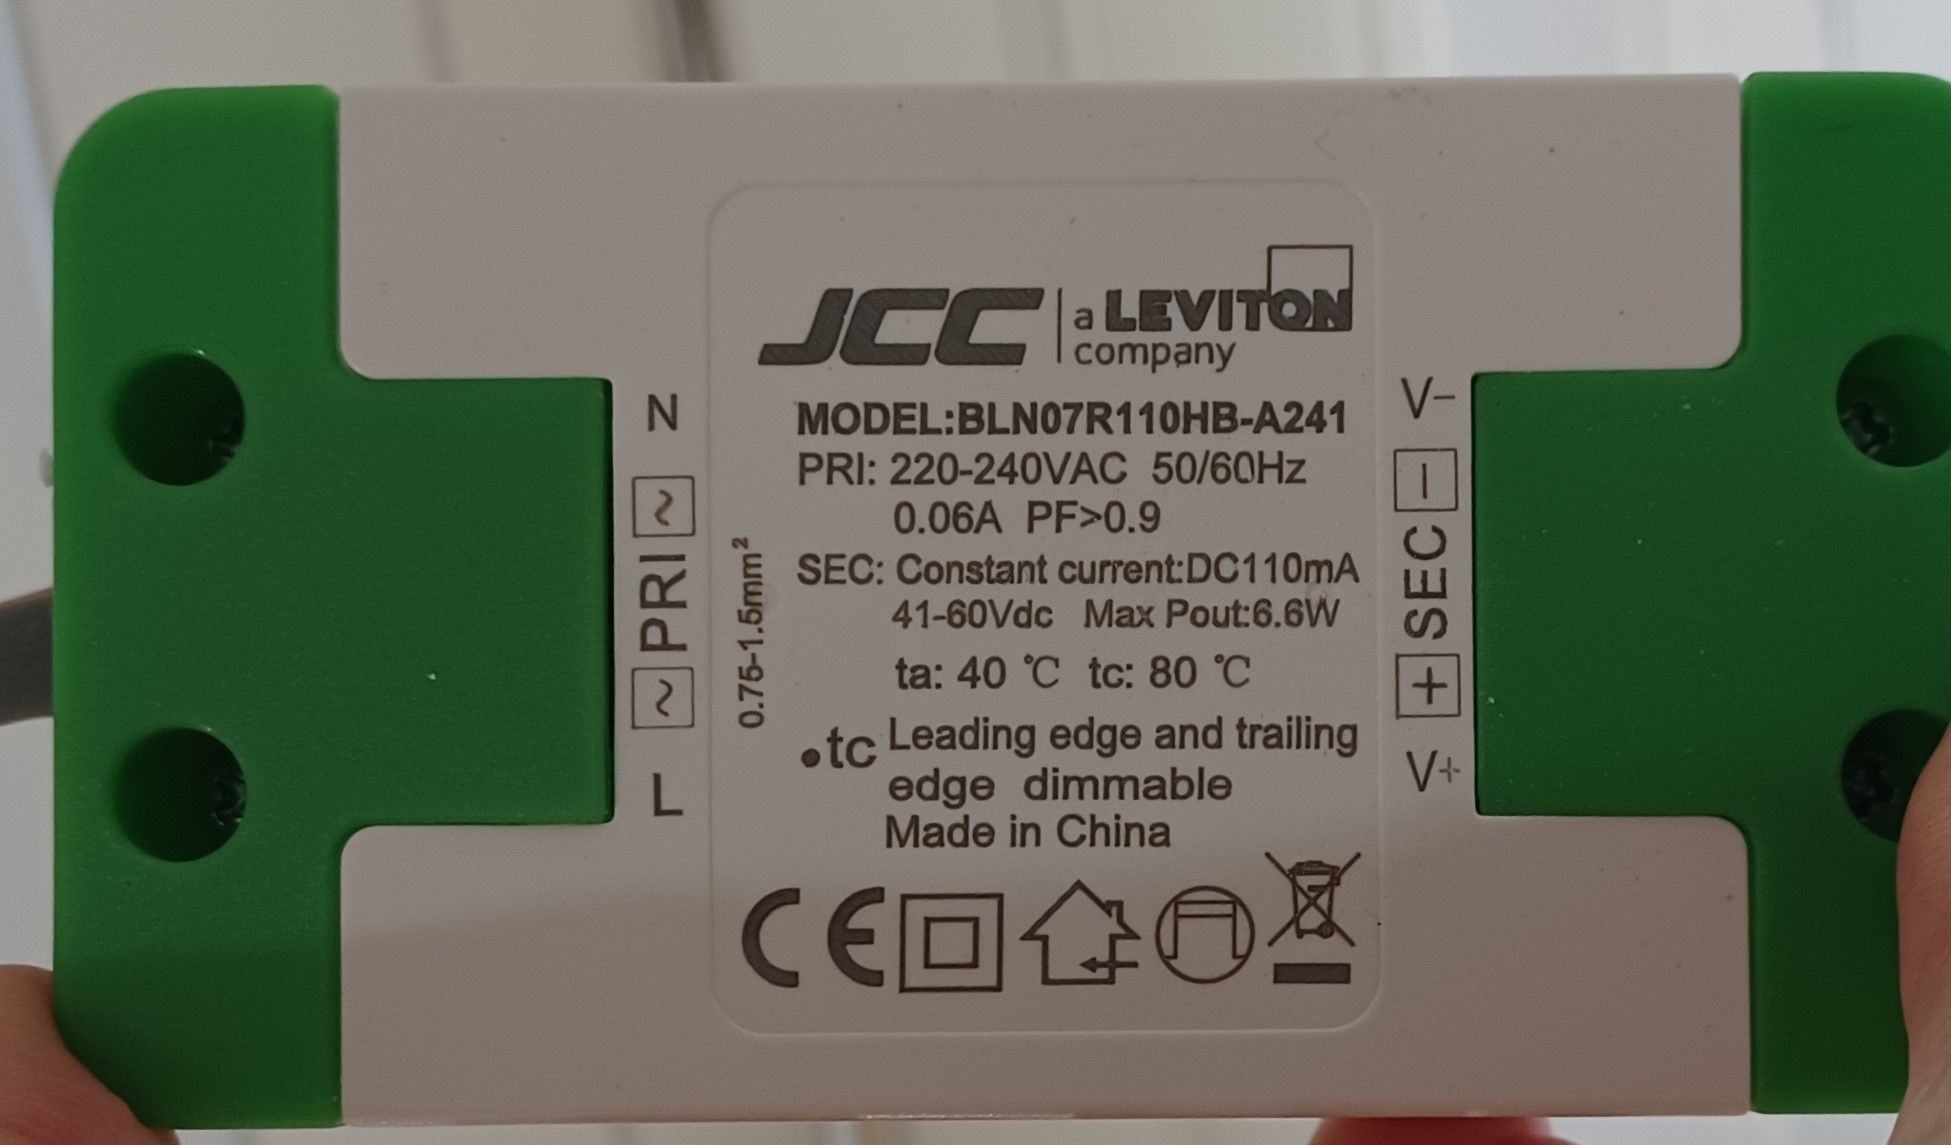 JCC a LEVITON
company
MODEL:BLN07R110HB-A241
PRI: 220-240VAC 50/60Hz
0.06A PF>0.9
SEC: Constant current:DC110mA
41-60Vdc Max Pout:6.6W
ta: 40 ℃ tc: 80 ℃
.tc Leading edge and trailing
edge dimmable
Made in China
CE
N
~
PRI
~
L
0.75-1.5mm²
V-
-
SEC
+
V+